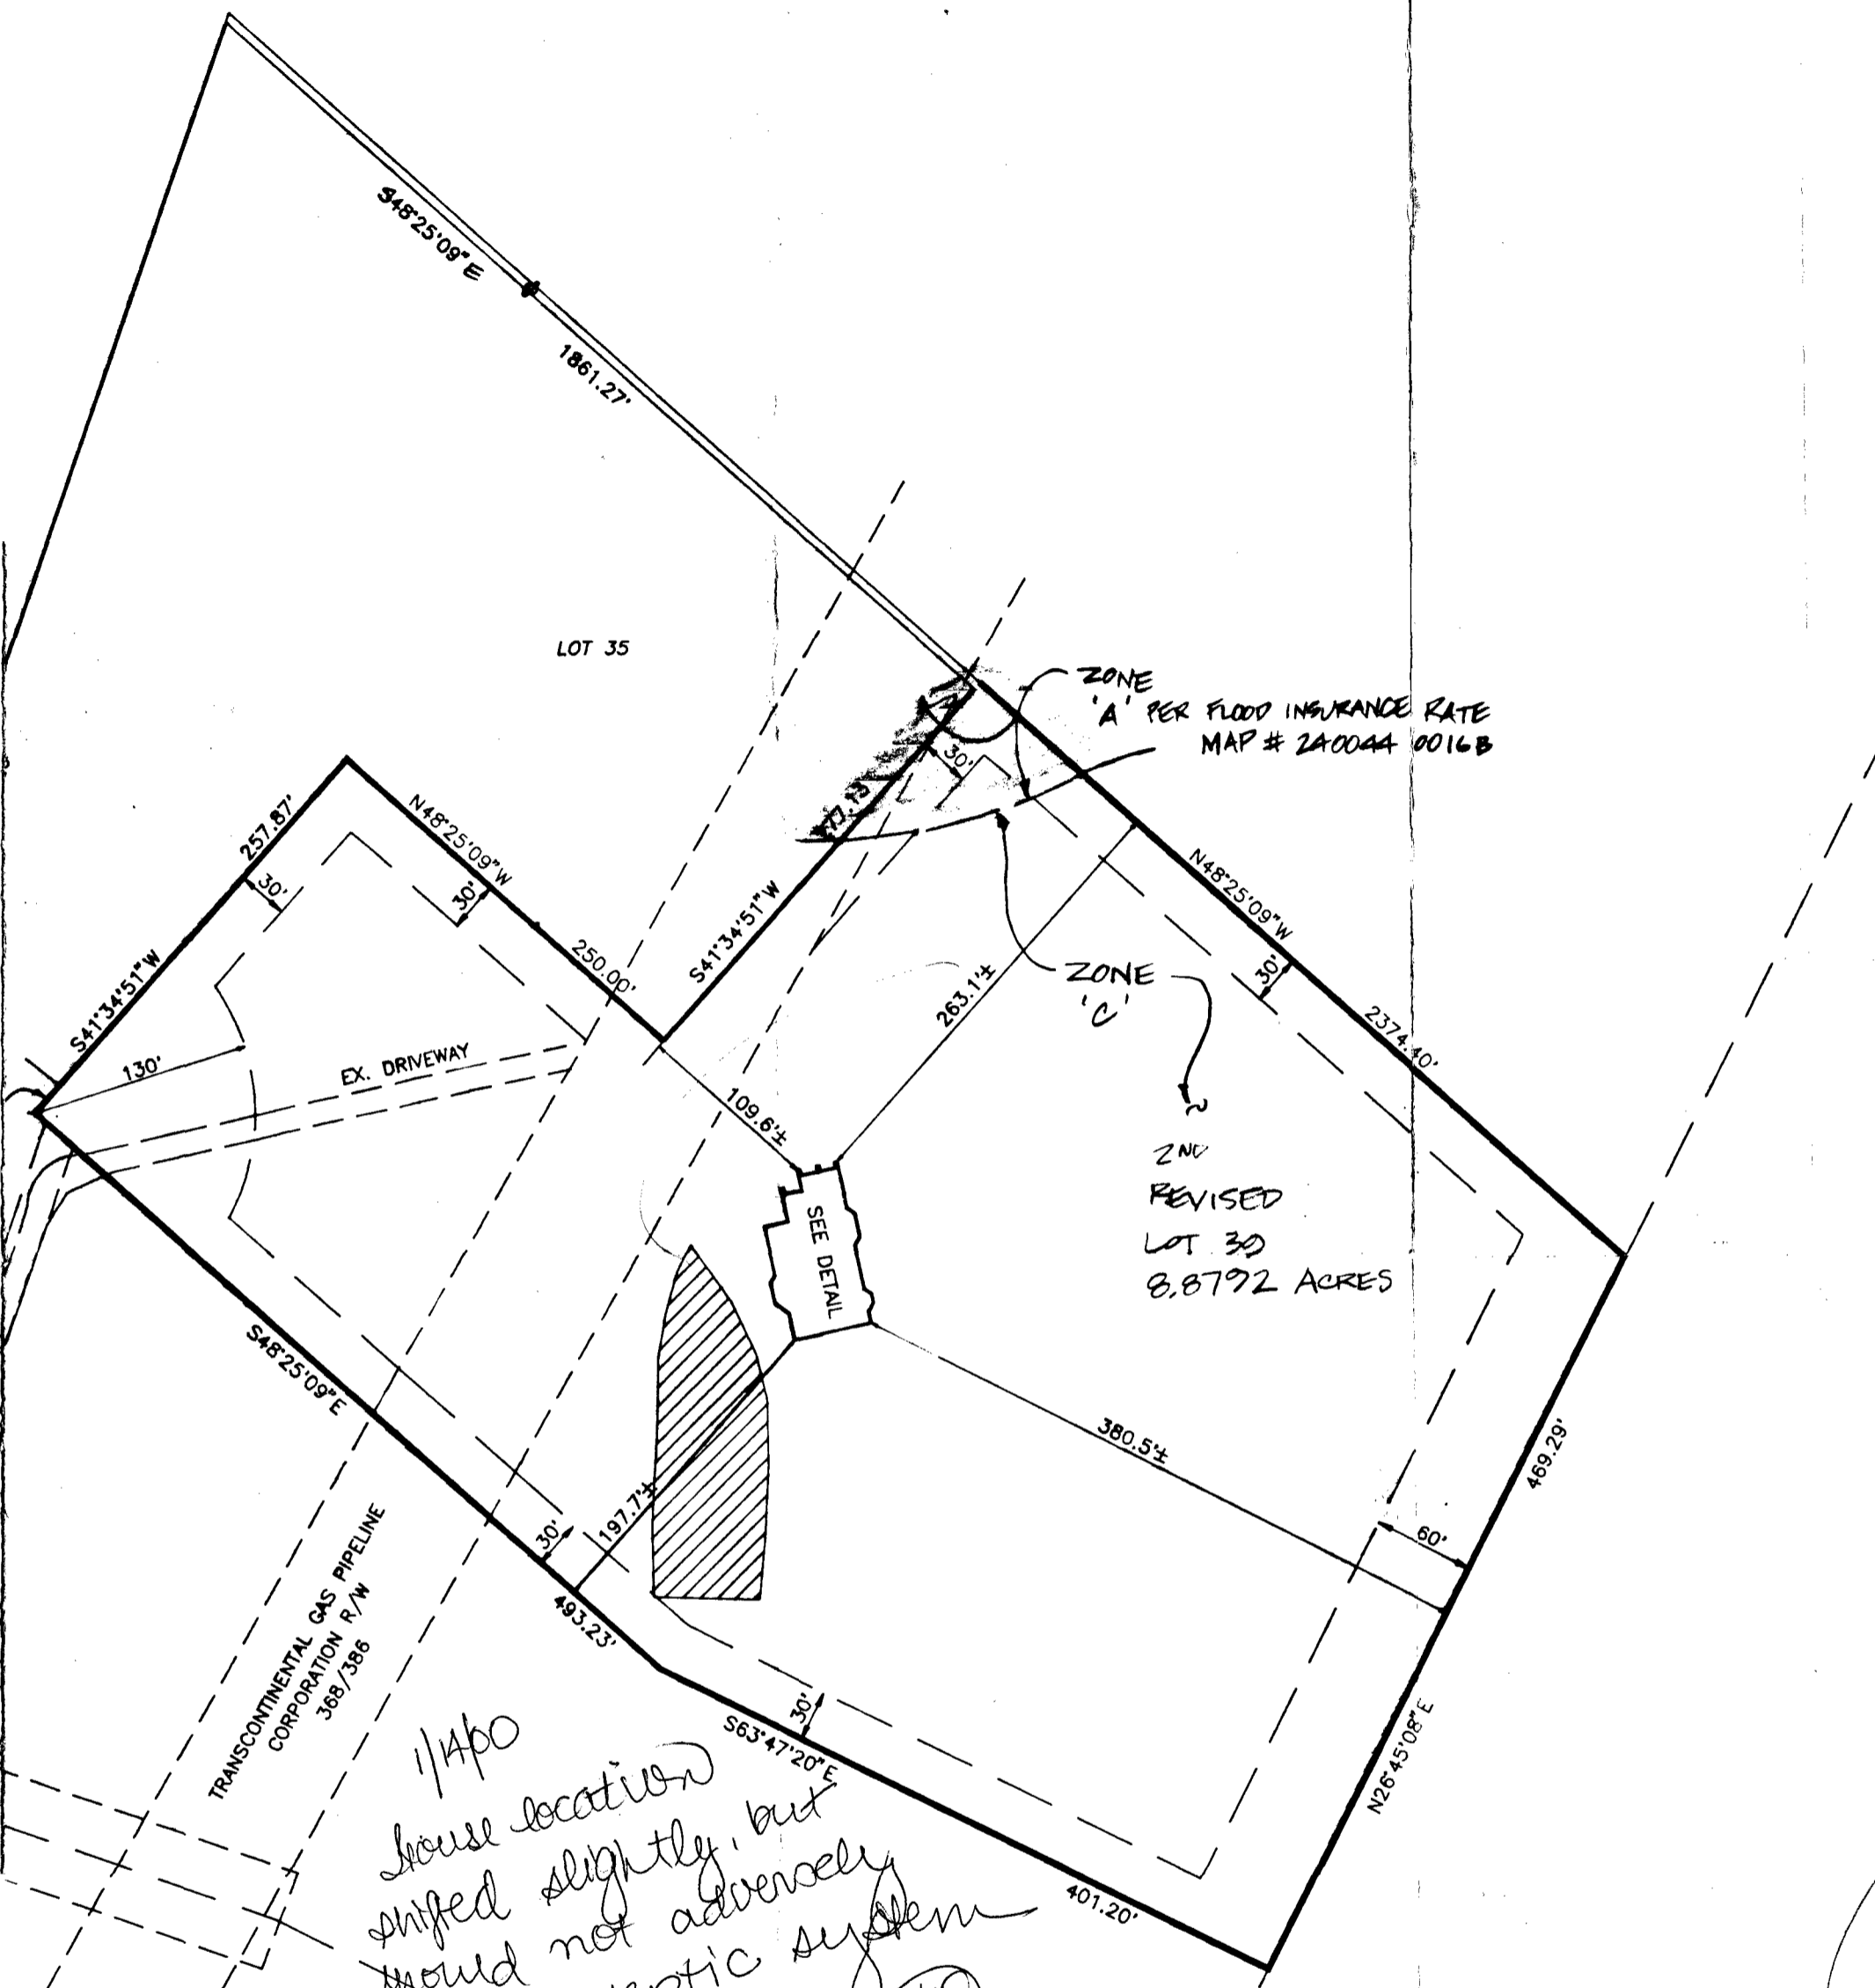 S48°25'09"E
1861.27'
LOT 35
ZONE
'A' PER FLOOD INSURANCE RATE
MAP # 240044 0016B
30'
257.87'
N48°25'09"W
30'
30'
250.00'
S41°34'51"W
S41°34'51"W
N48°25'09"W
30'
2374.40'
263.1'±
ZONE
'C'
130'
EX. DRIVEWAY
109.6'±
SEE DETAIL
2ND
REVISED
LOT 39
8.8792 ACRES
S48°25'09"E
380.5'±
469.29'
197.7'±
30'
60'
493.23'
TRANSCONTINENTAL GAS PIPELINE
CORPORATION R/W
368/386
30'
S63°47'20"E
N26°45'08"E
401.20'
1/14/00
house location
shifted slightly, but
would not adversely
septic system